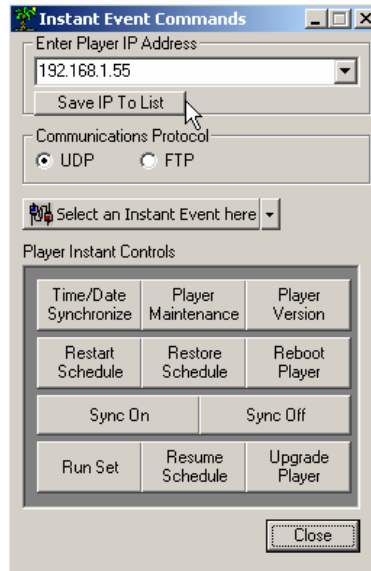 Instant Event Commands
Enter Player IP Address
192.168.1.55
Save IP To List
Communications Protocol
UDP FTP
Select an Instant Event here
Player Instant Controls
Time/Date Synchronize
Player Maintenance
Player Version
Restart Schedule
Restore Schedule
Reboot Player
Sync On
Sync Off
Run Set
Resume Schedule
Upgrade Player
Close